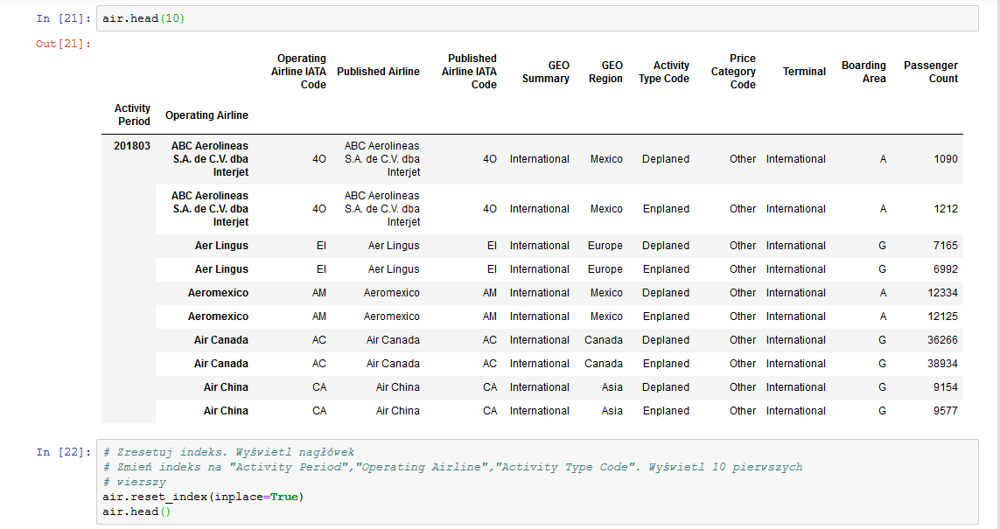 In [21]: air.head(10)
Out[21]:
Operating Airline IATA Code Published Airline Published Airline IATA Code GEO Summary GEO Region Activity Type Code Price Category Code Terminal Boarding Area Passenger Count
Activity Period Operating Airline
201803 ABC Aerolineas S.A. de C.V. dba Interjet 4O ABC Aerolineas S.A. de C.V. dba Interjet 4O International Mexico Deplaned Other International A 1090
ABC Aerolineas S.A. de C.V. dba Interjet 4O ABC Aerolineas S.A. de C.V. dba Interjet 4O International Mexico Enplaned Other International A 1212
Aer Lingus EI Aer Lingus EI International Europe Deplaned Other International G 7165
Aer Lingus EI Aer Lingus EI International Europe Enplaned Other International G 6992
Aeromexico AM Aeromexico AM International Mexico Deplaned Other International A 12334
Aeromexico AM Aeromexico AM International Mexico Enplaned Other International A 12125
Air Canada AC Air Canada AC International Canada Deplaned Other International G 36266
Air Canada AC Air Canada AC International Canada Enplaned Other International G 38934
Air China CA Air China CA International Asia Deplaned Other International G 9154
Air China CA Air China CA International Asia Enplaned Other International G 9577
In [22]: # Zresetuj indeks. Wyświetl nagłówek
# Zmień indeks na "Activity Period","Operating Airline","Activity Type Code". Wyświetl 10 pierwszych
# wierszy
air.reset_index(inplace=True)
air.head()